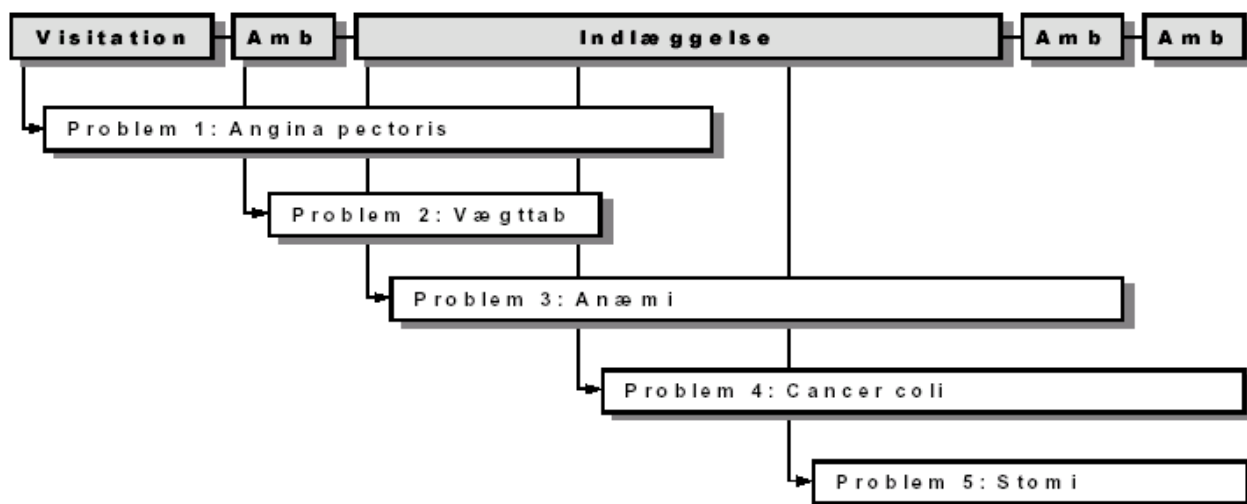 Visitation Amb Indlæggelse Amb Amb
Problem 1: Angina pectoris
Problem 2: Vægttab
Problem 3: Anæmi
Problem 4: Cancer coli
Problem 5: Stomi